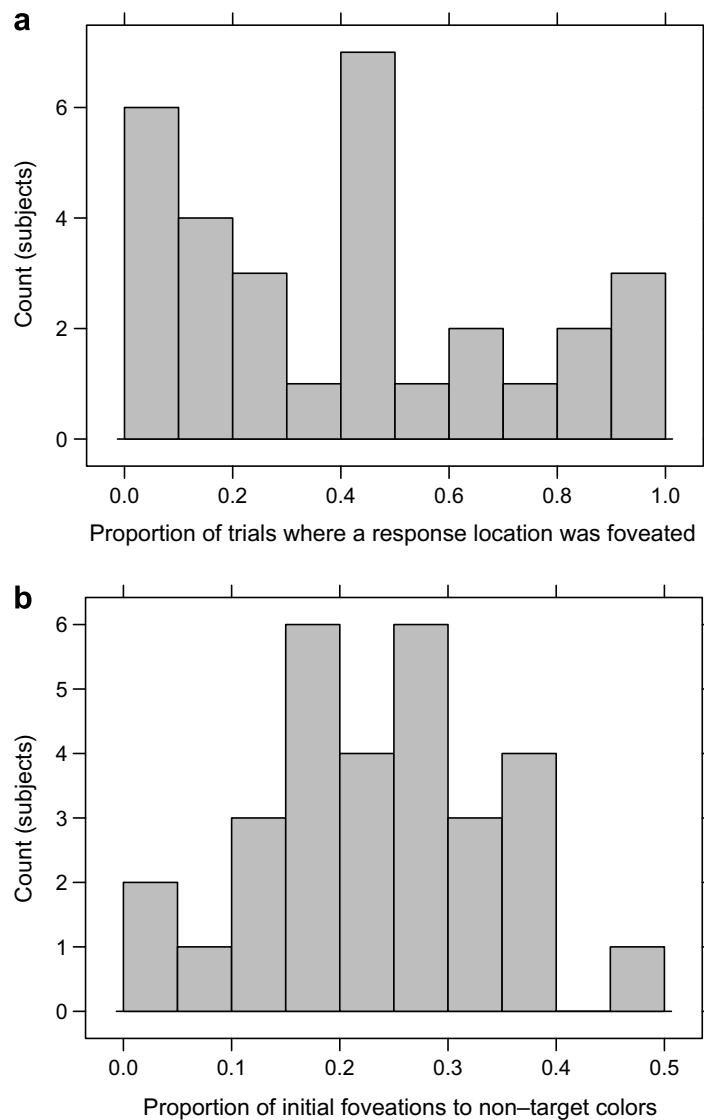 a
6
4
2
0
Count (subjects)
0.0 0.2 0.4 0.6 0.8 1.0
Proportion of trials where a response location was foveated
b
6
5
4
3
2
1
0
Count (subjects)
0.0 0.1 0.2 0.3 0.4 0.5
Proportion of initial foveations to non–target colors